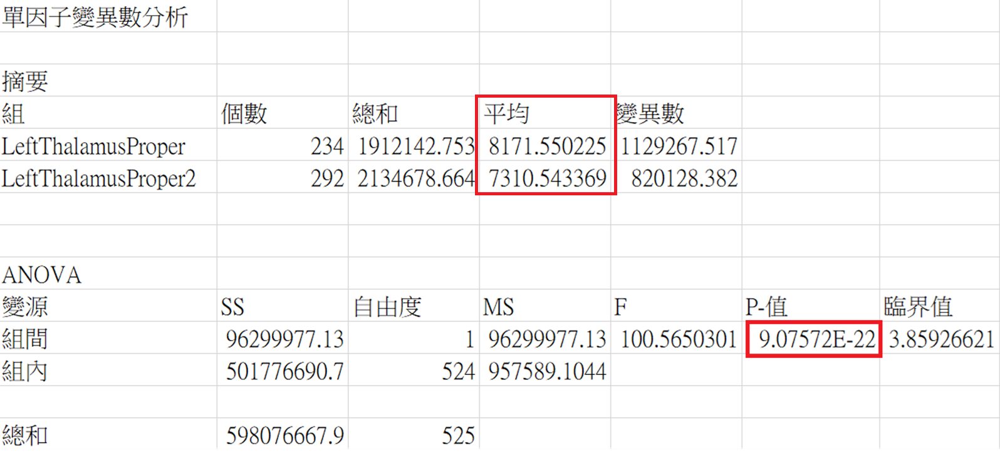 單因子變異數分析
摘要
組 個數 總和 平均 變異數
LeftThalamusProper 234 1912142.753 8171.550225 1129267.517
LeftThalamusProper2 292 2134678.664 7310.543369 820128.382
ANOVA
變源 SS 自由度 MS F P-值 臨界值
組間 96299977.13 1 96299977.13 100.5650301 9.07572E-22 3.85926621
組內 501776690.7 524 957589.1044
總和 598076667.9 525